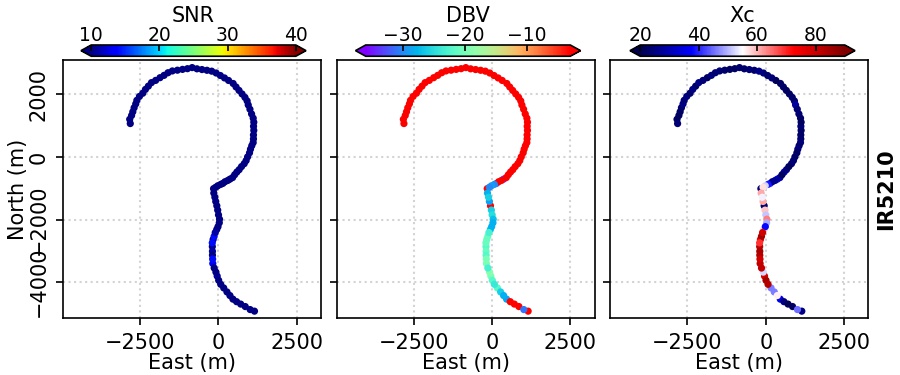 SNR DBV Xc
10 20 30 40 −30 −20 −10 20 40 60 80
North (m)
2000
0
−2000
−4000
IR5210
−2500 0 2500 −2500 0 2500 −2500 0 2500
East (m) East (m) East (m)